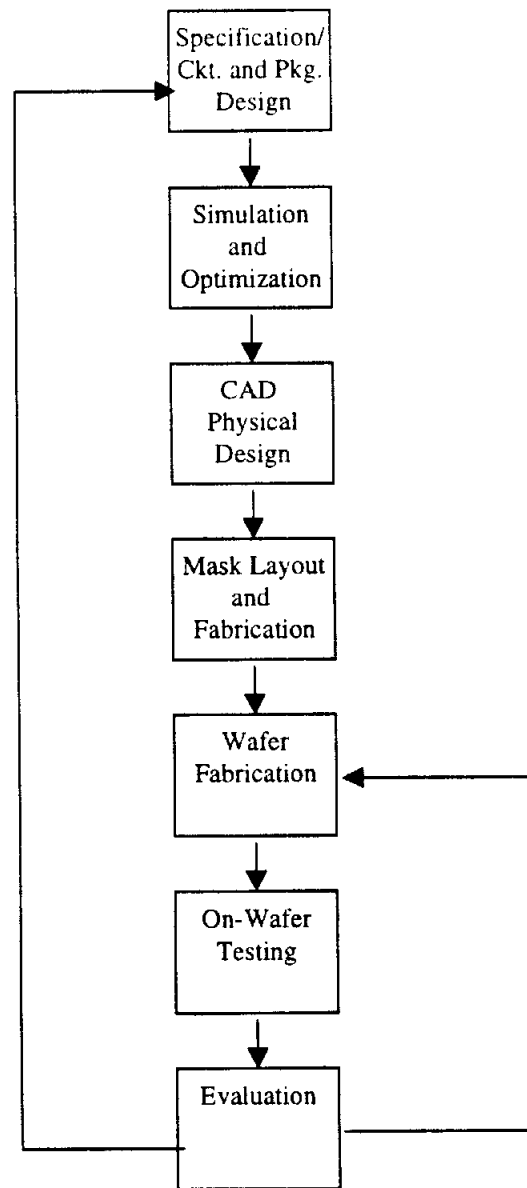 Specification/
Ckt. and Pkg.
Design
Simulation
and
Optimization
CAD
Physical
Design
Mask Layout
and
Fabrication
Wafer
Fabrication
On-Wafer
Testing
Evaluation